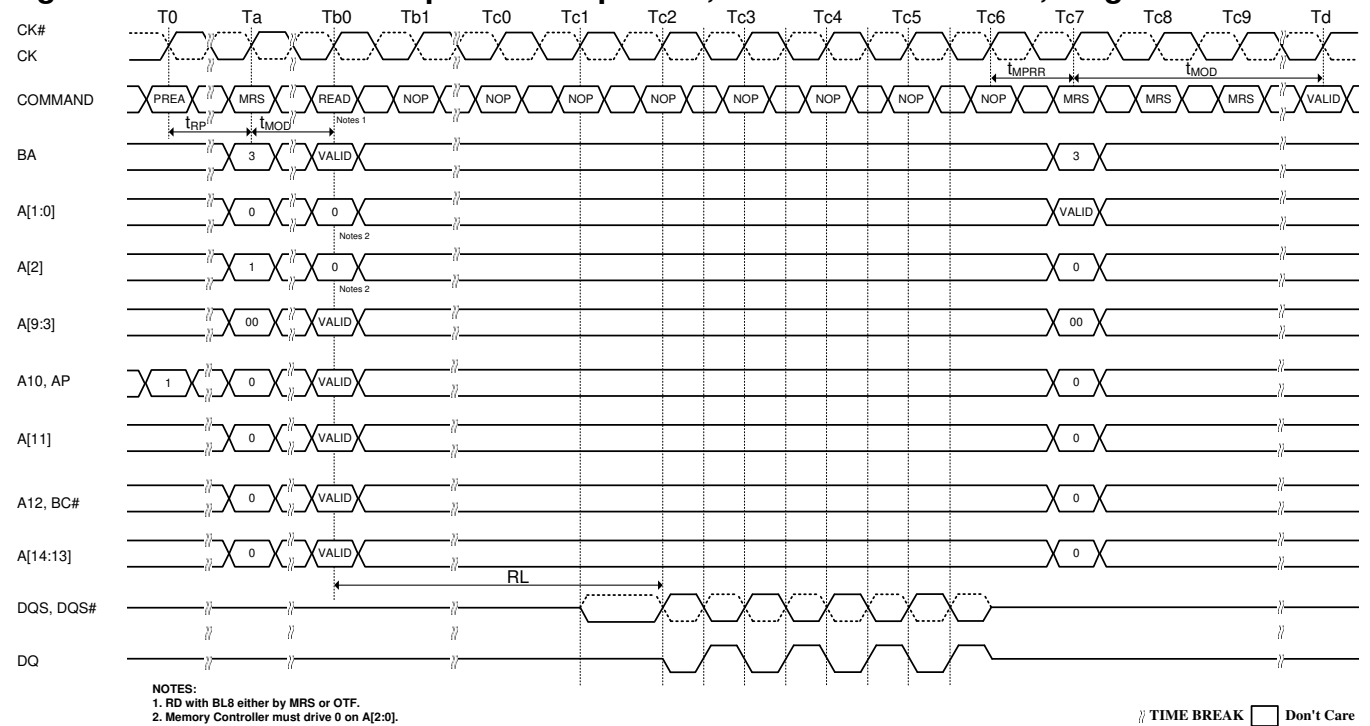 T0 Ta Tb0 Tb1 Tc0 Tc1 Tc2 Tc3 Tc4 Tc5 Tc6 Tc7 Tc8 Tc9 Td
CK#
CK
tMPRR tMOD
COMMAND PREA MRS READ NOP NOP NOP NOP NOP NOP NOP NOP MRS MRS MRS VALID
tRP tMOD Notes 1
BA 3 VALID 3
A[1:0] 0 0 VALID
Notes 2
A[2] 1 0 0
Notes 2
A[9:3] 00 VALID 00
A10, AP 1 0 VALID 0
A[11] 0 VALID 0
A12, BC# 0 VALID 0
A[14:13] 0 VALID 0
RL
DQS, DQS#
DQ
NOTES:
1. RD with BL8 either by MRS or OTF.
2. Memory Controller must drive 0 on A[2:0].
TIME BREAK Don't Care